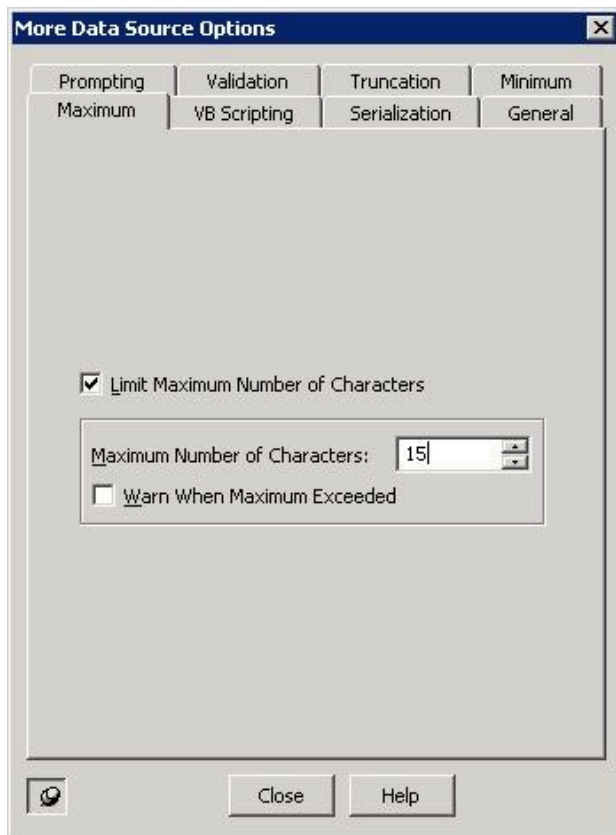 More Data Source Options
Prompting Validation Truncation Minimum
Maximum VB Scripting Serialization General
Limit Maximum Number of Characters
Maximum Number of Characters: 15
Warn When Maximum Exceeded
Close Help